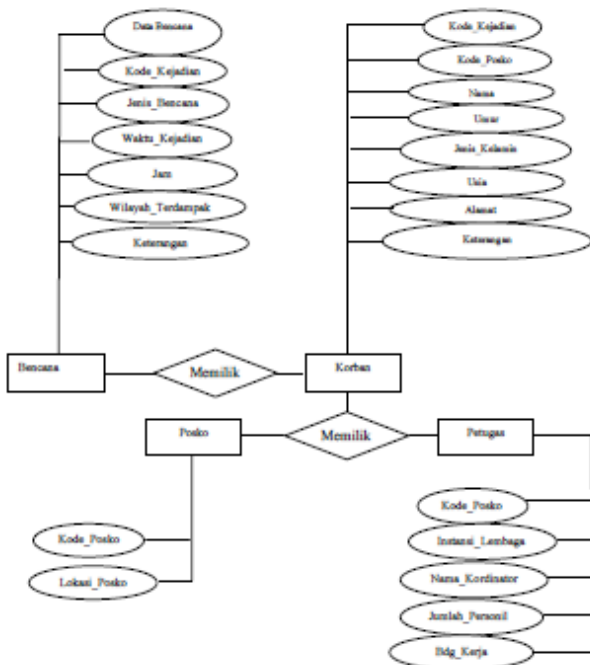 Data Bencana
Kode_Kejadian
Jenis_Bencana
Waktu_Kejadian
Jam
Wilayah_Terdampak
Keterangan
Kode_Kejadian
Kode_Posko
Nama
Umur
Jenis_Kelamin
Usia
Alamat
Keterangan
Bencana
Memilik
Korban
Posko
Memilik
Petugas
Kode_Posko
Lokasi_Posko
Kode_Posko
Instansi_Lembaga
Nama_Kordinator
Jumlah_Personil
Bdg_Kerja